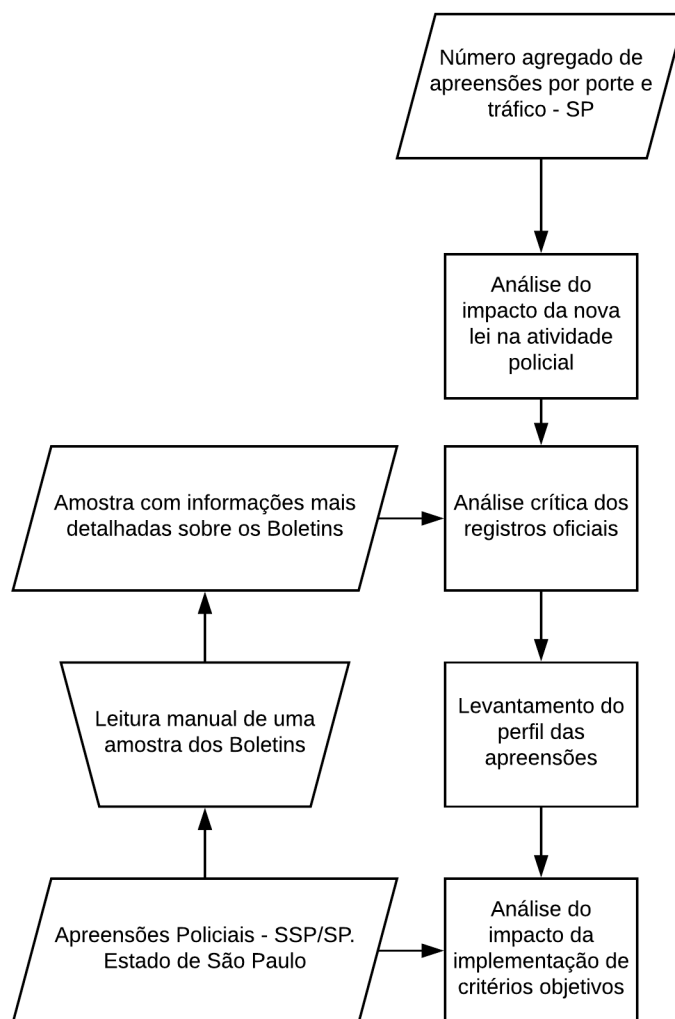 Número agregado de
apreensões por porte e
tráfico - SP
Análise do
impacto da nova
lei na atividade
policial
Amostra com informações mais
detalhadas sobre os Boletins
Análise crítica dos
registros oficiais
Leitura manual de uma
amostra dos Boletins
Levantamento do
perfil das
apreensões
Apreensões Policiais - SSP/SP.
Estado de São Paulo
Análise do
impacto da
implementação de
critérios objetivos